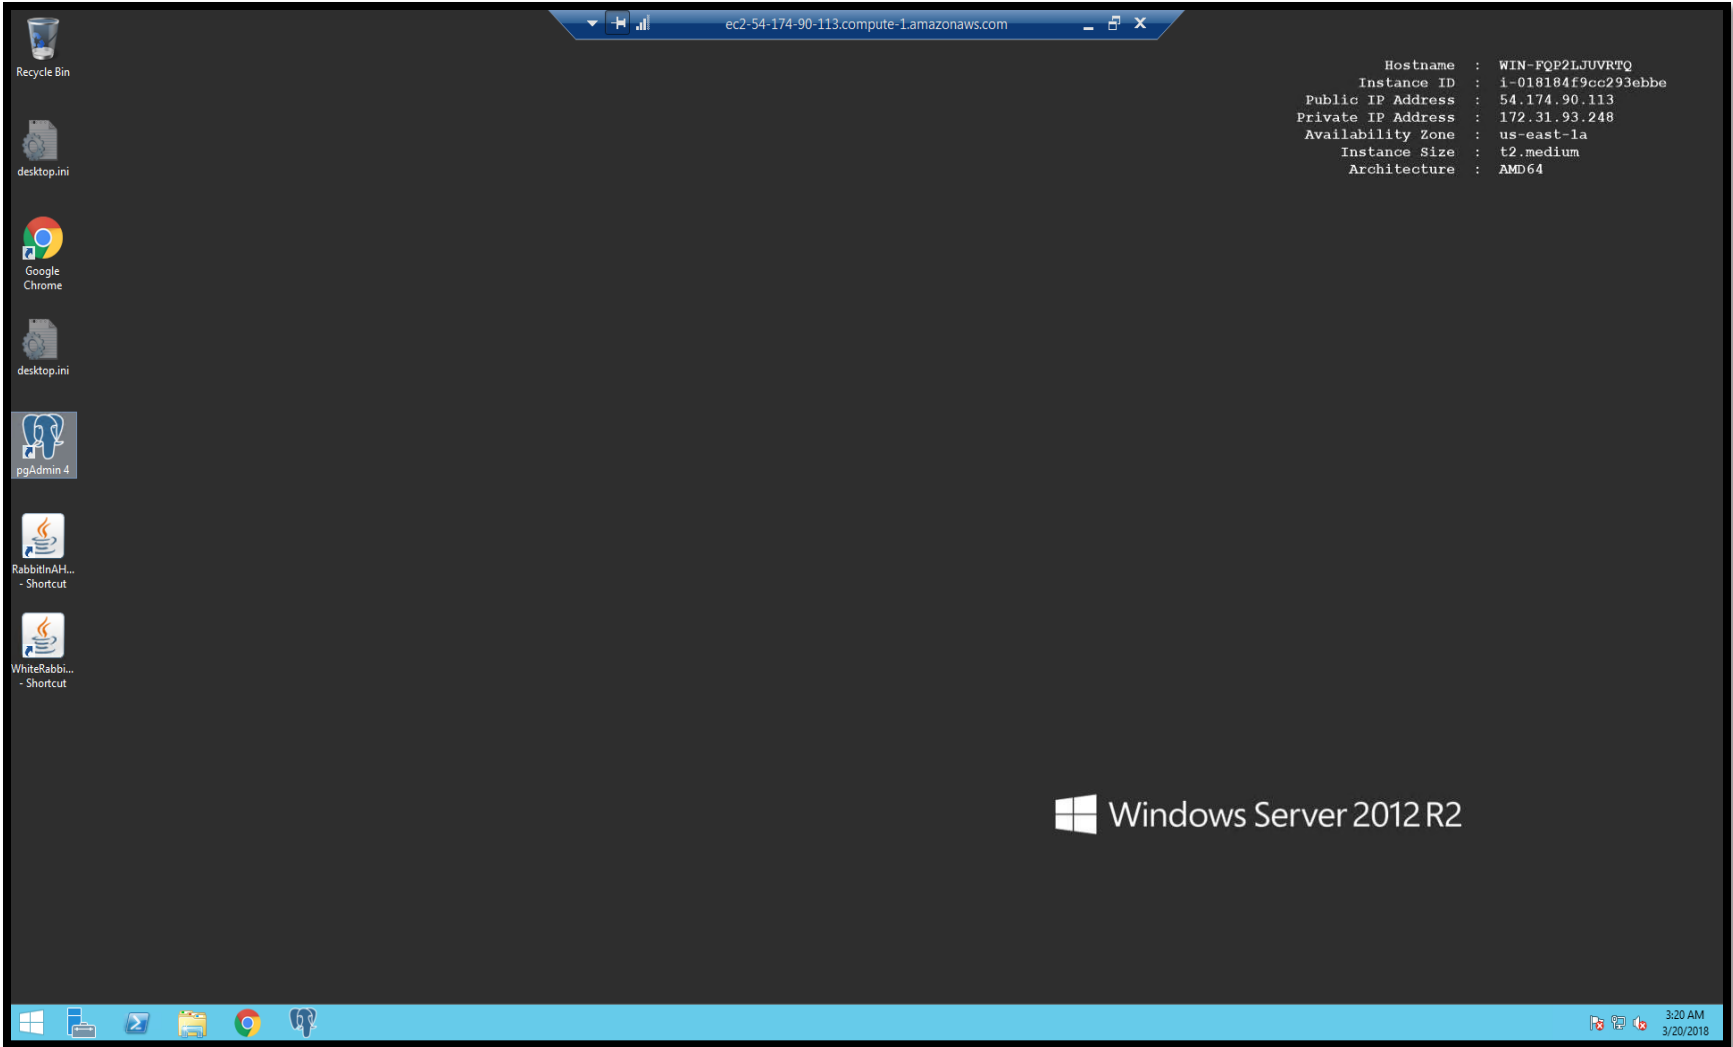 ec2-54-174-90-113.compute-1.amazonaws.com
Hostname : WIN-FQP2LJUVRTQ
Instance ID : i-018184f9cc293ebbe
Public IP Address : 54.174.90.113
Private IP Address : 172.31.93.248
Availability Zone : us-east-1a
Instance Size : t2.medium
Architecture : AMD64
Recycle Bin
desktop.ini
Google
Chrome
desktop.ini
pgAdmin 4
RabbitInAH...
- Shortcut
WhiteRabbi...
- Shortcut
Windows Server 2012 R2
3:20 AM
3/20/2018